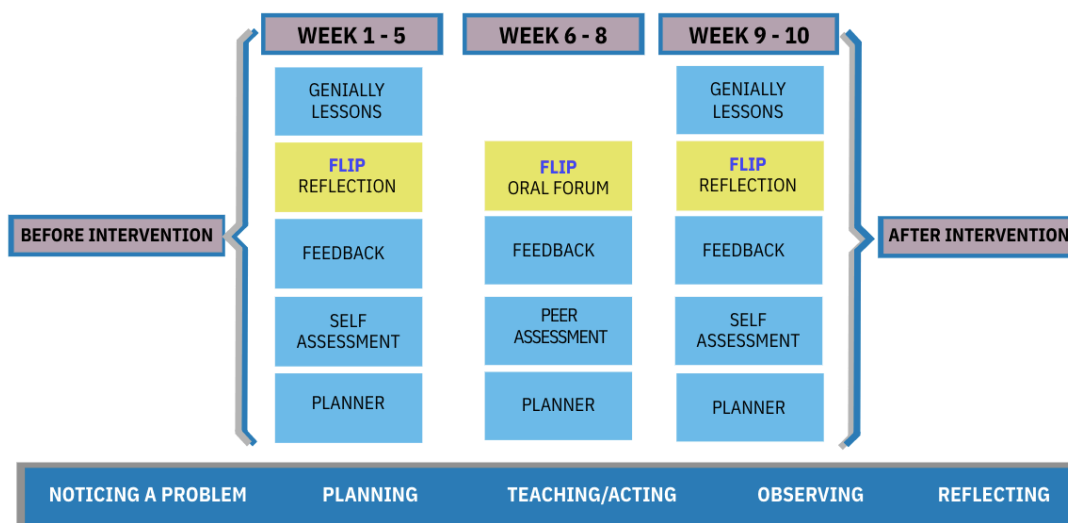 WEEK 1 - 5
WEEK 6 - 8
WEEK 9 - 10
GENIALLY
LESSONS
GENIALLY
LESSONS
FLIP
REFLECTION
FLIP
ORAL FORUM
FLIP
REFLECTION
BEFORE INTERVENTION
AFTER INTERVENTION
FEEDBACK
FEEDBACK
FEEDBACK
SELF
ASSESSMENT
PEER
ASSESSMENT
SELF
ASSESSMENT
PLANNER
PLANNER
PLANNER
NOTICING A PROBLEM
PLANNING
TEACHING/ACTING
OBSERVING
REFLECTING